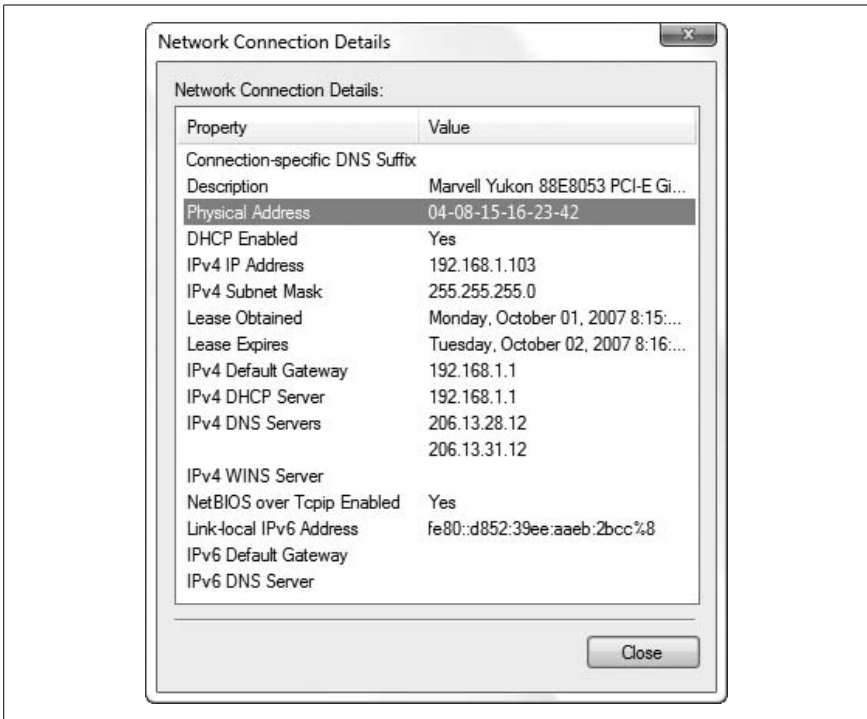 Network Connection Details
Network Connection Details:
Property Value
Connection-specific DNS Suffix
Description Marvell Yukon 88E8053 PCI-E Gi...
Physical Address 04-08-15-16-23-42
DHCP Enabled Yes
IPv4 IP Address 192.168.1.103
IPv4 Subnet Mask 255.255.255.0
Lease Obtained Monday, October 01, 2007 8:15:...
Lease Expires Tuesday, October 02, 2007 8:16:...
IPv4 Default Gateway 192.168.1.1
IPv4 DHCP Server 192.168.1.1
IPv4 DNS Servers 206.13.28.12
206.13.31.12
IPv4 WINS Server
NetBIOS over Tcpip Enabled Yes
Link-local IPv6 Address fe80::d852:39ee:aaeb:2bcc%8
IPv6 Default Gateway
IPv6 DNS Server
Close